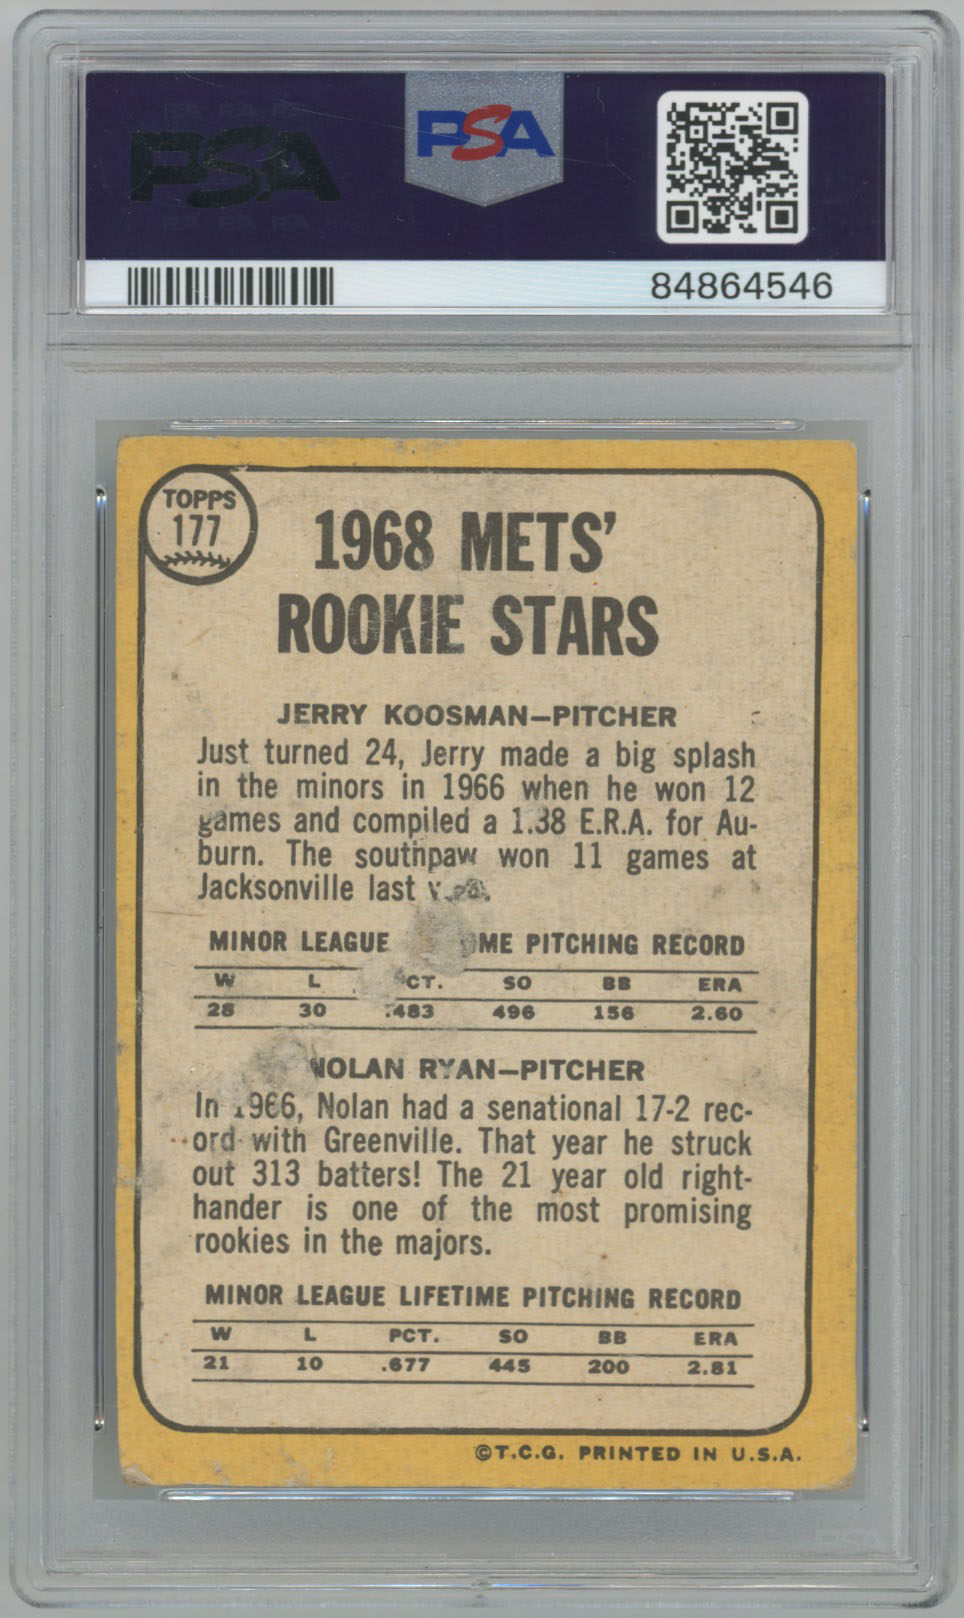 PSA
PSA
84864546
TOPPS
177
1968 METS'
ROOKIE STARS
JERRY KOOSMAN—PITCHER
Just turned 24, Jerry made a big splash
in the minors in 1966 when he won 12
games and compiled a 1.38 E.R.A. for Au-
burn. The southpaw won 11 games at
Jacksonville last
MINOR LEAGUE PITCHING RECORD
W L PCT. SO BB ERA
28 30 .483 496 156 2.60
NOLAN RYAN—PITCHER
In 1966, Nolan had a senational 17-2 rec-
ord with Greenville. That year he struck
out 313 batters! The 21 year old right-
hander is one of the most promising
rookies in the majors.
MINOR LEAGUE LIFETIME PITCHING RECORD
W L PCT. SO BB ERA
21 10 .677 445 200 2.81
©T.C.G. PRINTED IN U.S.A.